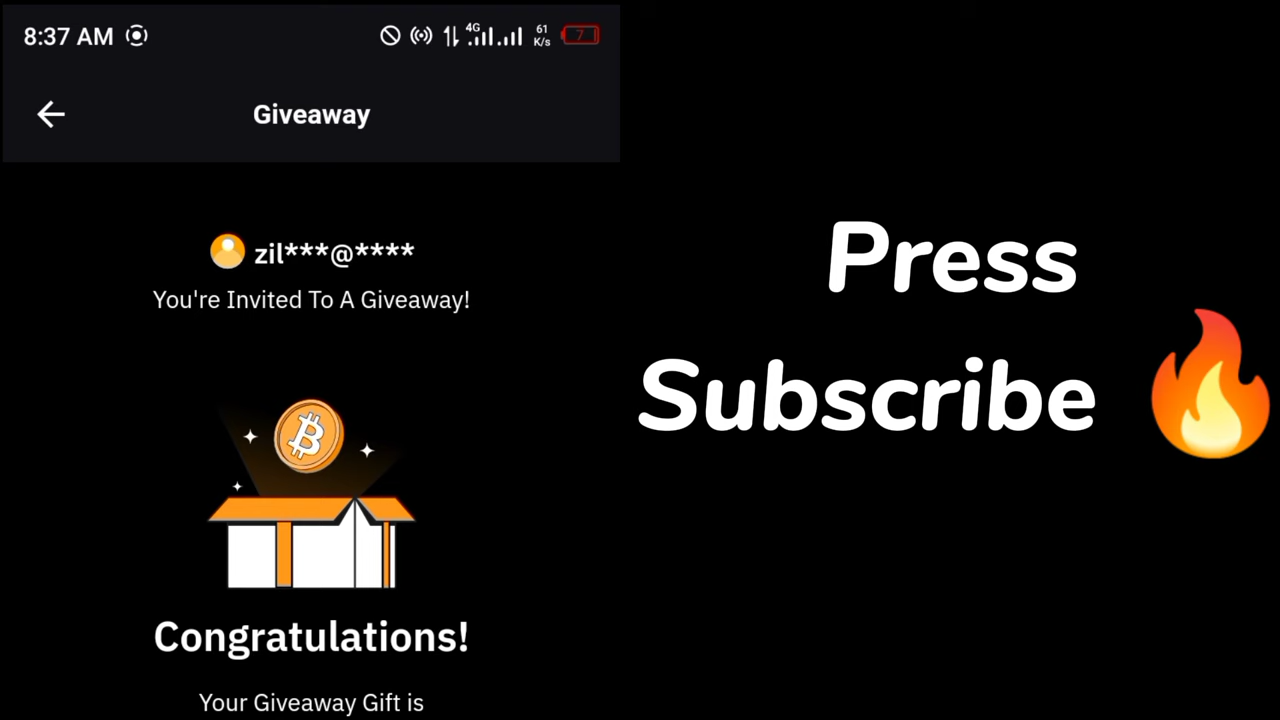 8:37 AM
4G
61
K/s
7
Giveaway
zil***@****
You're Invited To A Giveaway!
Congratulations!
Your Giveaway Gift is
Press
Subscribe